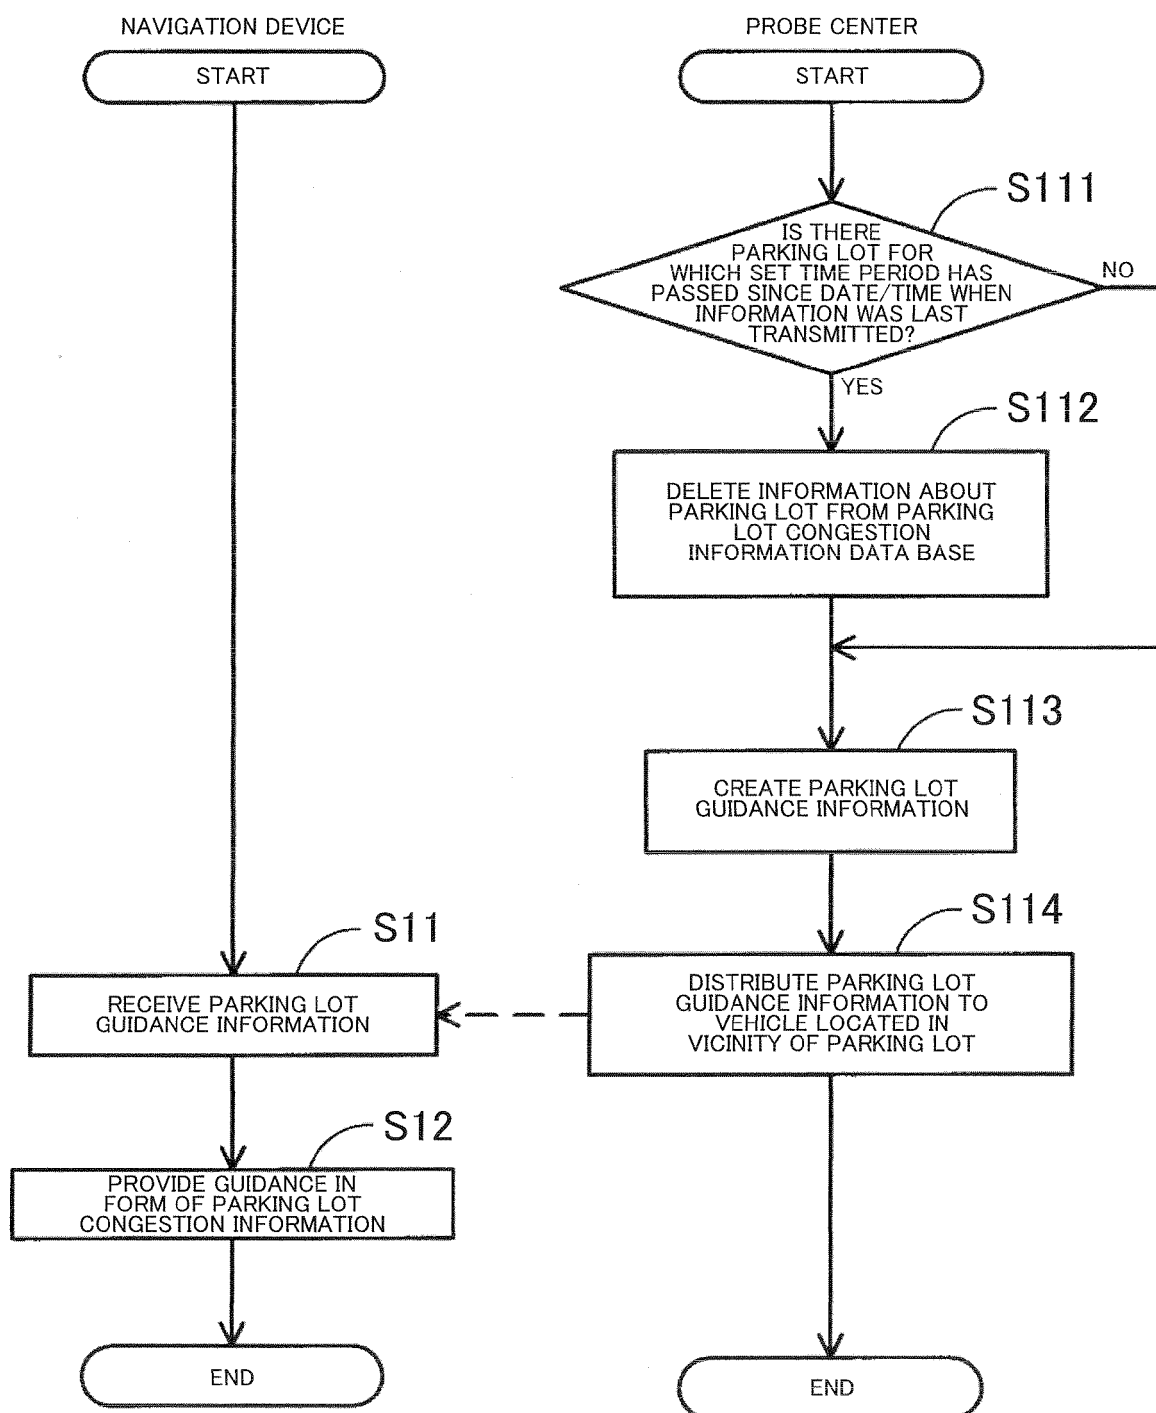 NAVIGATION DEVICE
START
S11
RECEIVE PARKING LOT
GUIDANCE INFORMATION
S12
PROVIDE GUIDANCE IN
FORM OF PARKING LOT
CONGESTION INFORMATION
END
PROBE CENTER
START
S111
IS THERE
PARKING LOT FOR
WHICH SET TIME PERIOD HAS
PASSED SINCE DATE/TIME WHEN
INFORMATION WAS LAST
TRANSMITTED?
NO
YES
S112
DELETE INFORMATION ABOUT
PARKING LOT FROM PARKING
LOT CONGESTION
INFORMATION DATA BASE
S113
CREATE PARKING LOT
GUIDANCE INFORMATION
S114
DISTRIBUTE PARKING LOT
GUIDANCE INFORMATION TO
VEHICLE LOCATED IN
VICINITY OF PARKING LOT
END